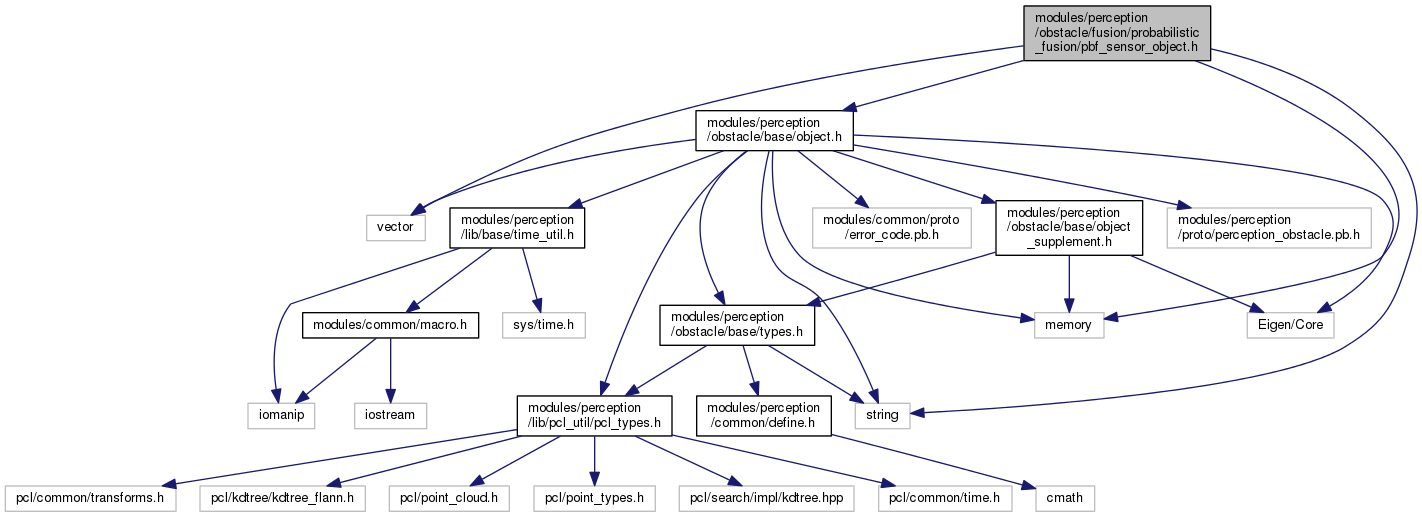 modules/perception
/obstacle/fusion/probabilistic
_fusion/pbf_sensor_object.h
modules/perception
/obstacle/base/object.h
vector
modules/perception
/lib/base/time_util.h
modules/common/proto
/error_code.pb.h
modules/perception
/obstacle/base/object
_supplement.h
modules/perception
/proto/perception_obstacle.pb.h
modules/common/macro.h
sys/time.h
modules/perception
/obstacle/base/types.h
memory
Eigen/Core
iomanip
iostream
modules/perception
/lib/pcl_util/pcl_types.h
modules/perception
/common/define.h
string
pcl/common/transforms.h
pcl/kdtree/kdtree_flann.h
pcl/point_cloud.h
pcl/point_types.h
pcl/search/impl/kdtree.hpp
pcl/common/time.h
cmath